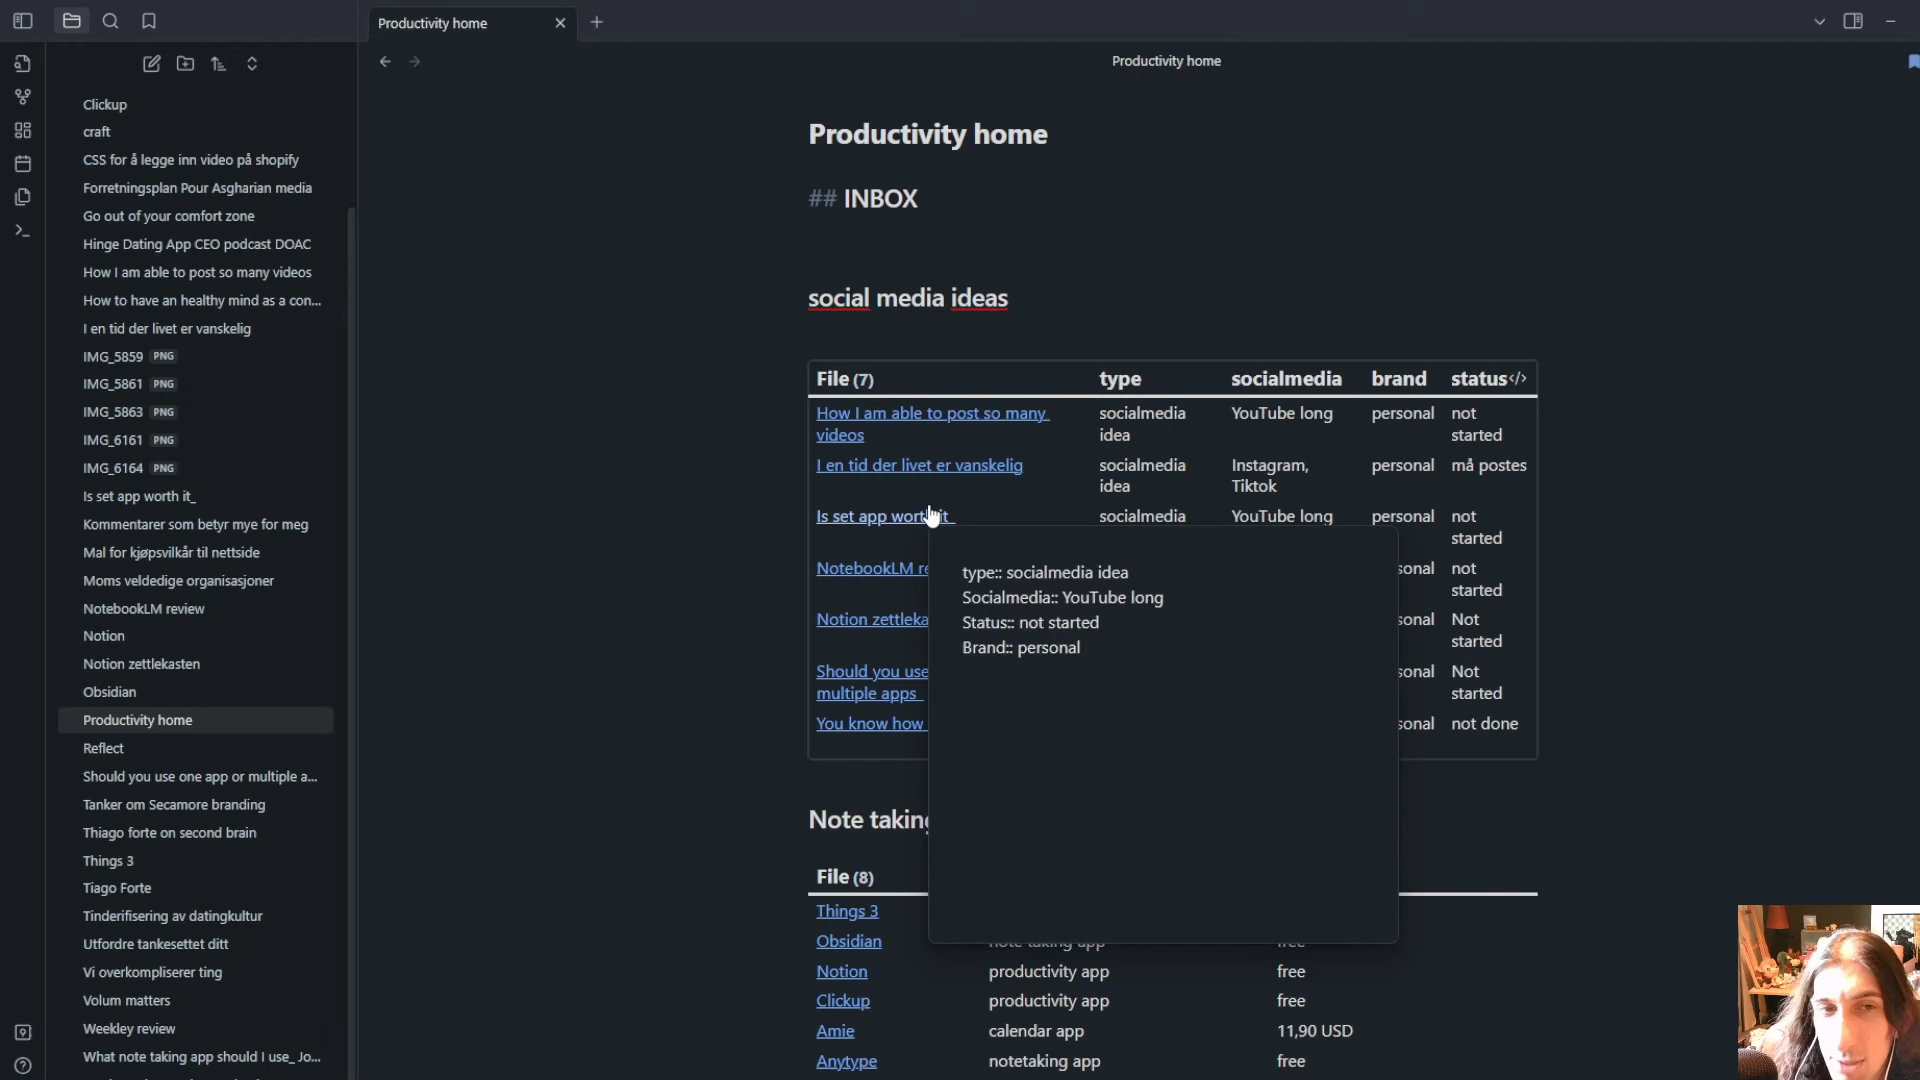 Productivity home
Productivity home
Clickup
craft
CSS for å legge inn video på shopify
Forretningsplan Pour Asgharian media
Go out of your comfort zone
Hinge Dating App CEO podcast DOAC
How I am able to post so many videos
How to have an healthy mind as a con...
I en tid der livet er vanskelig
IMG_5859 PNG
IMG_5861 PNG
IMG_5863 PNG
IMG_6161 PNG
IMG_6164 PNG
Is set app worth it_
Kommentarer som betyr mye for meg
Mal for kjøpsvilkår til nettside
Moms veldedige organisasjoner
NotebookLM review
Notion
Notion zettlekasten
Obsidian
Productivity home
Reflect
Should you use one app or multiple a...
Tanker om Secamore branding
Thiago forte on second brain
Things 3
Tiago Forte
Tinderifisering av datingkultur
Utfordre tankesettet ditt
Vi overkompliserer ting
Volum matters
Weekley review
What note taking app should I use_ Jo...
Productivity home
## INBOX
social media ideas
File (7) type socialmedia brand status</>
How I am able to post so many socialmedia YouTube long personal not
videos idea started
I en tid der livet er vanskelig socialmedia Instagram, personal må postes
idea Tiktok
Is set app worth it_ socialmedia YouTube long personal not
started
NotebookLM re sonal not
started
Notion zettleka sonal Not
started
Should you use sonal Not
multiple apps started
You know how sonal not done
type:: socialmedia idea
Socialmedia:: YouTube long
Status:: not started
Brand:: personal
Note taking
File (8)
Things 3
Obsidian note taking app free
Notion productivity app free
Clickup productivity app free
Amie calendar app 11,90 USD
Anytype notetaking app free